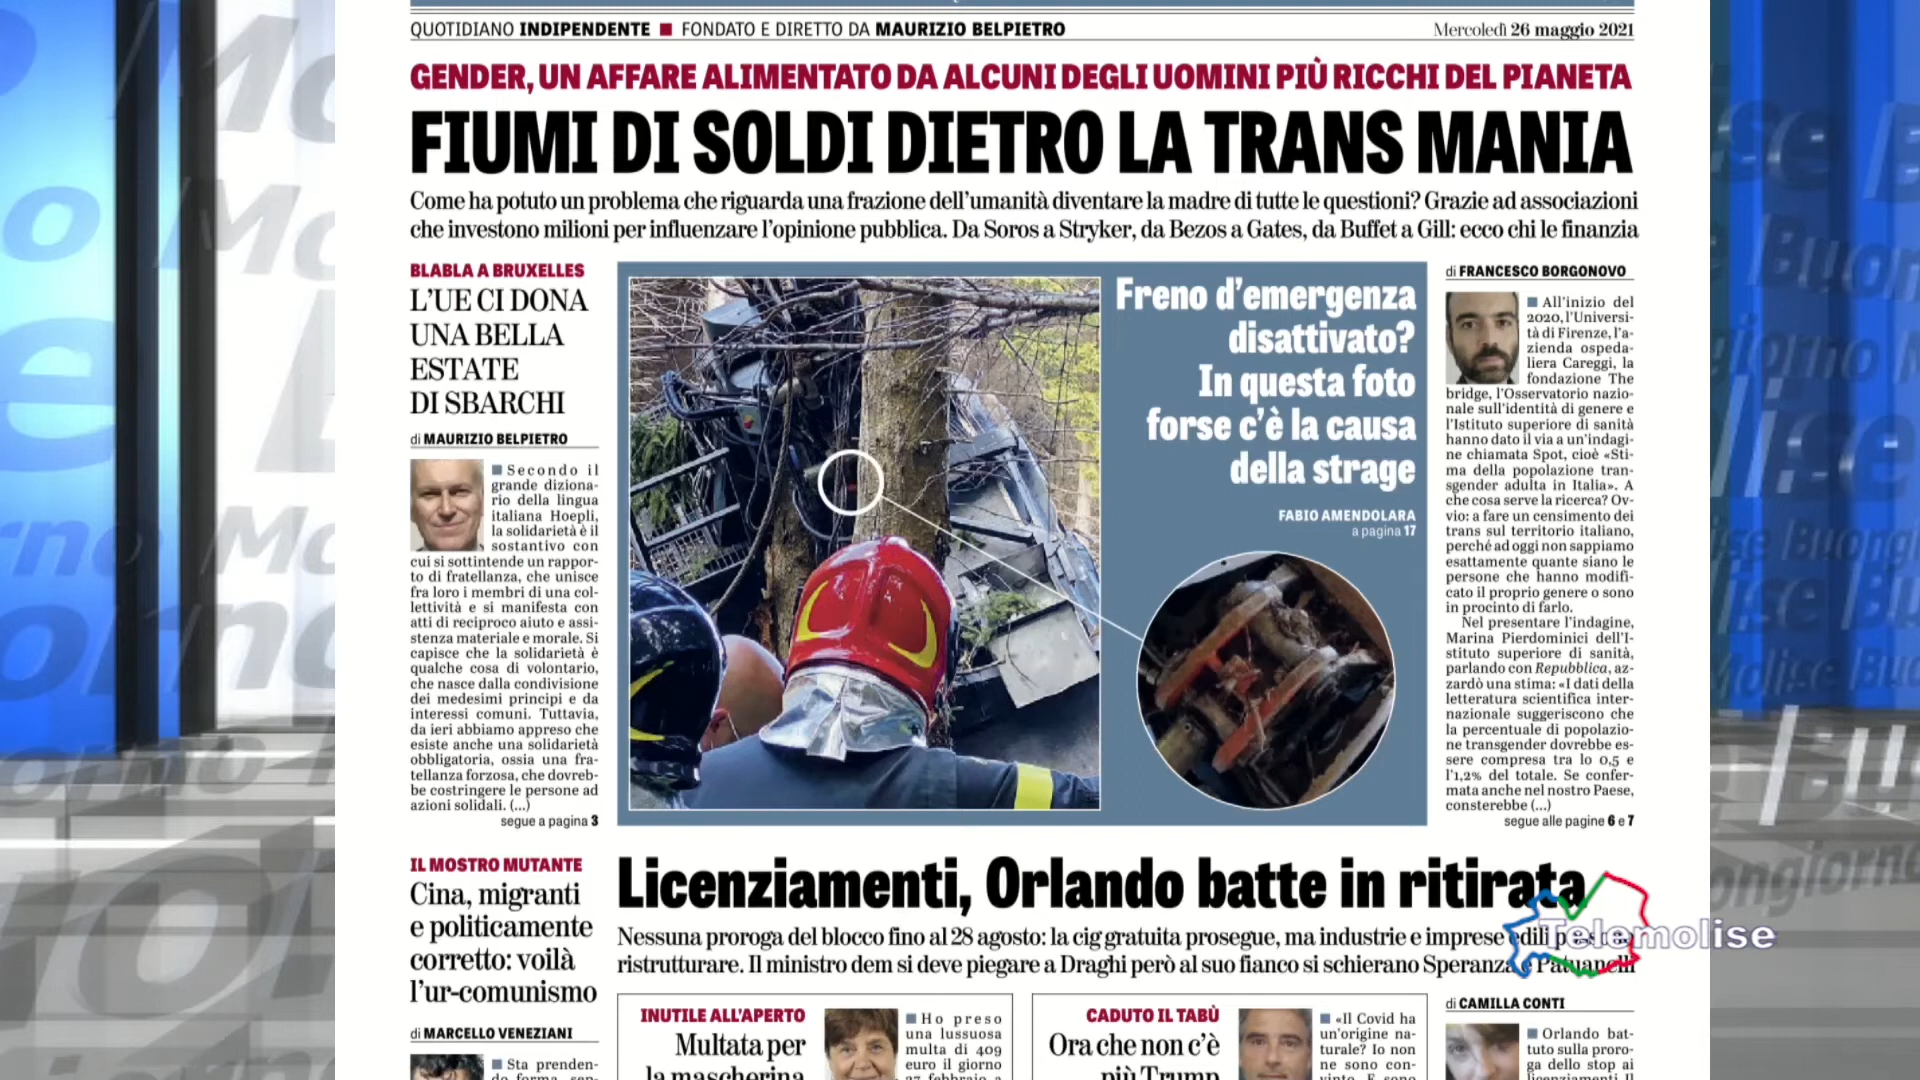 QUOTIDIANO INDIPENDENTE ■ FONDATO E DIRETTO DA MAURIZIO BELPIETRO
Mercoledì 26 maggio 2021
GENDER, UN AFFARE ALIMENTATO DA ALCUNI DEGLI UOMINI PIÙ RICCHI DEL PIANETA
FIUMI DI SOLDI DIETRO LA TRANS MANIA
Come ha potuto un problema che riguarda una frazione dell'umanità diventare la madre di tutte le questioni? Grazie ad associazioni
che investono milioni per influenzare l'opinione pubblica. Da Soros a Stryker, da Bezos a Gates, da Buffet a Gill: ecco chi le finanzia
BLABLA A BRUXELLES
L'UE CI DONA
UNA BELLA
ESTATE
DI SBARCHI
di MAURIZIO BELPIETRO
■ Secondo il
grande diziona-
rio della lingua
italiana Hoepli,
la solidarietà è il
sostantivo con
cui si sottintende un rappor-
to di fratellanza, che unisce
fra loro i membri di una col-
lettività e si manifesta con
atti di reciproco aiuto e assi-
stenza materiale e morale. Si
capisce che la solidarietà è
qualche cosa di volontario,
che nasce dalla condivisione
dei medesimi principi e da
interessi comuni. Tuttavia,
da ieri abbiamo appreso che
esiste anche una solidarietà
obbligatoria, ossia una fra-
tellanza forzosa, che dovreb-
be costringere le persone ad
azioni solidali. (...)
segue a pagina 3
Freno d'emergenza
disattivato?
In questa foto
forse c'è la causa
della strage
FABIO AMENDOLARA
a pagina 17
di FRANCESCO BORGONOVO
■ All'inizio del
2020, l'Universi-
tà di Firenze, l'a-
zienda ospeda-
liera Careggi, la
fondazione The
bridge, l'Osservatorio nazio-
nale sull'identità di genere e
l'Istituto superiore di sanità
hanno dato il via a un'indagi-
ne chiamata Spot, cioè «Sti-
ma della popolazione tran-
sgender adulta in Italia». A
che cosa serve la ricerca? Ov-
vio: a fare un censimento dei
trans sul territorio italiano,
perché ad oggi non sappiamo
esattamente quante siano le
persone che hanno modifi-
cato il proprio genere o sono
in procinto di farlo.
Nel presentare l'indagine,
Marina Pierdominici dell'I-
stituto superiore di sanità,
parlando con Repubblica, az-
zardò una stima: «I dati della
letteratura scientifica inter-
nazionale suggeriscono che
la percentuale di popolazio-
ne transgender dovrebbe es-
sere compresa tra lo 0,5 e
l'1,2% del totale. Se confer-
mata anche nel nostro Paese,
consterebbe (...)
segue alle pagine 6 e 7
IL MOSTRO MUTANTE
Cina, migranti
e politicamente
corretto: voilà
l'ur-comunismo
di MARCELLO VENEZIANI
■ Sta prenden-
do forma, sen-
Licenziamenti, Orlando batte in ritirata
Nessuna proroga del blocco fino al 28 agosto: la cig gratuita prosegue, ma industrie e imprese edili
ristrutturare. Il ministro dem si deve piegare a Draghi però al suo fianco si schierano Speranza e Patuanelli
Telemolise
INUTILE ALL'APERTO
Multata per
la mascherina
■ Ho preso
una lussuosa
multa di 409
euro il giorno
27 febbraio a
CADUTO IL TABÙ
Ora che non c'è
più Trump
■ «Il Covid ha
un'origine na-
turale? Io non
ne sono con-
vinto. E sono
di CAMILLA CONTI
■ Orlando bat-
tuto sulla proro-
ga dello stop ai
licenziamenti. Il